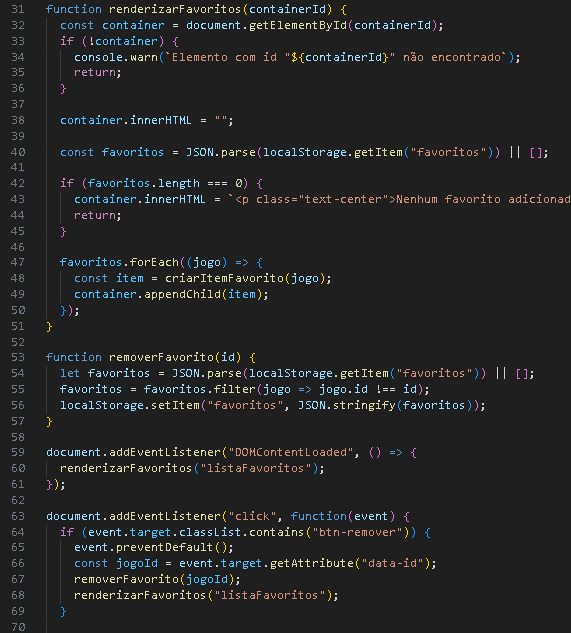 31 function renderizarFavoritos(containerId) {
32   const container = document.getElementById(containerId);
33   if (!container) {
34     console.warn(`Elemento com id "${containerId}" não encontrado`);
35     return;
36   }
37
38   container.innerHTML = "";
39
40   const favoritos = JSON.parse(localStorage.getItem("favoritos")) || [];
41
42   if (favoritos.length === 0) {
43     container.innerHTML = `<p class="text-center">Nenhum favorito adicionad
44     return;
45   }
46
47   favoritos.forEach((jogo) => {
48     const item = criarItemFavorito(jogo);
49     container.appendChild(item);
50   });
51 }
52
53 function removerFavorito(id) {
54   let favoritos = JSON.parse(localStorage.getItem("favoritos")) || [];
55   favoritos = favoritos.filter(jogo => jogo.id !== id);
56   localStorage.setItem("favoritos", JSON.stringify(favoritos));
57 }
58
59 document.addEventListener("DOMContentLoaded", () => {
60   renderizarFavoritos("listaFavoritos");
61 });
62
63 document.addEventListener("click", function(event) {
64   if (event.target.classList.contains("btn-remover")) {
65     event.preventDefault();
66     const jogoId = event.target.getAttribute("data-id");
67     removerFavorito(jogoId);
68     renderizarFavoritos("listaFavoritos");
69   }
70